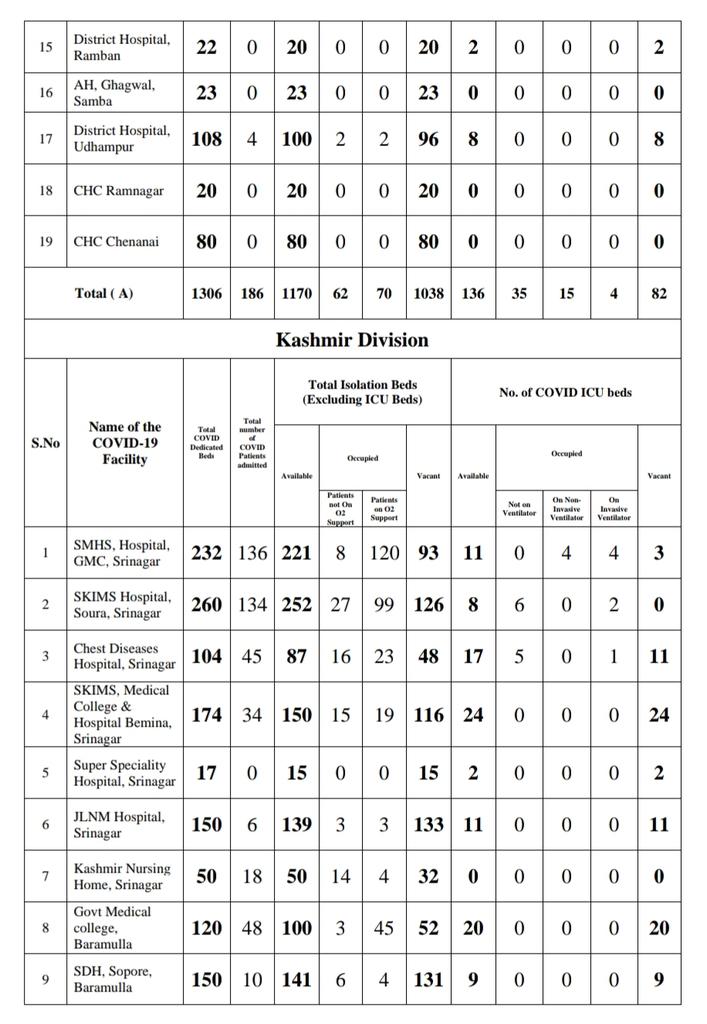 15 District Hospital, Ramban 22 0 20 0 0 20 2 0 0 0 2
16 AH, Ghagwal, Samba 23 0 23 0 0 23 0 0 0 0 0
17 District Hospital, Udhampur 108 4 100 2 2 96 8 0 0 0 8
18 CHC Ramnagar 20 0 20 0 0 20 0 0 0 0 0
19 CHC Chenanai 80 0 80 0 0 80 0 0 0 0 0
Total ( A) 1306 186 1170 62 70 1038 136 35 15 4 82
Kashmir Division
S.No
Name of the COVID-19 Facility
Total COVID Dedicated Beds
Total number of COVID Patients admitted
Total Isolation Beds (Excluding ICU Beds)
No. of COVID ICU beds
Available
Occupied
Vacant
Available
Occupied
Vacant
Patients not On O2 Support
Patients on O2 Support
Not on Ventilator
On Non-Invasive Ventilator
On Invasive Ventilator
1 SMHS, Hospital, GMC, Srinagar 232 136 221 8 120 93 11 0 4 4 3
2 SKIMS Hospital, Soura, Srinagar 260 134 252 27 99 126 8 6 0 2 0
3 Chest Diseases Hospital, Srinagar 104 45 87 16 23 48 17 5 0 1 11
4 SKIMS, Medical College & Hospital Bemina, Srinagar 174 34 150 15 19 116 24 0 0 0 24
5 Super Speciality Hospital, Srinagar 17 0 15 0 0 15 2 0 0 0 2
6 JLNM Hospital, Srinagar 150 6 139 3 3 133 11 0 0 0 11
7 Kashmir Nursing Home, Srinagar 50 18 50 14 4 32 0 0 0 0 0
8 Govt Medical college, Baramulla 120 48 100 3 45 52 20 0 0 0 20
9 SDH, Sopore, Baramulla 150 10 141 6 4 131 9 0 0 0 9